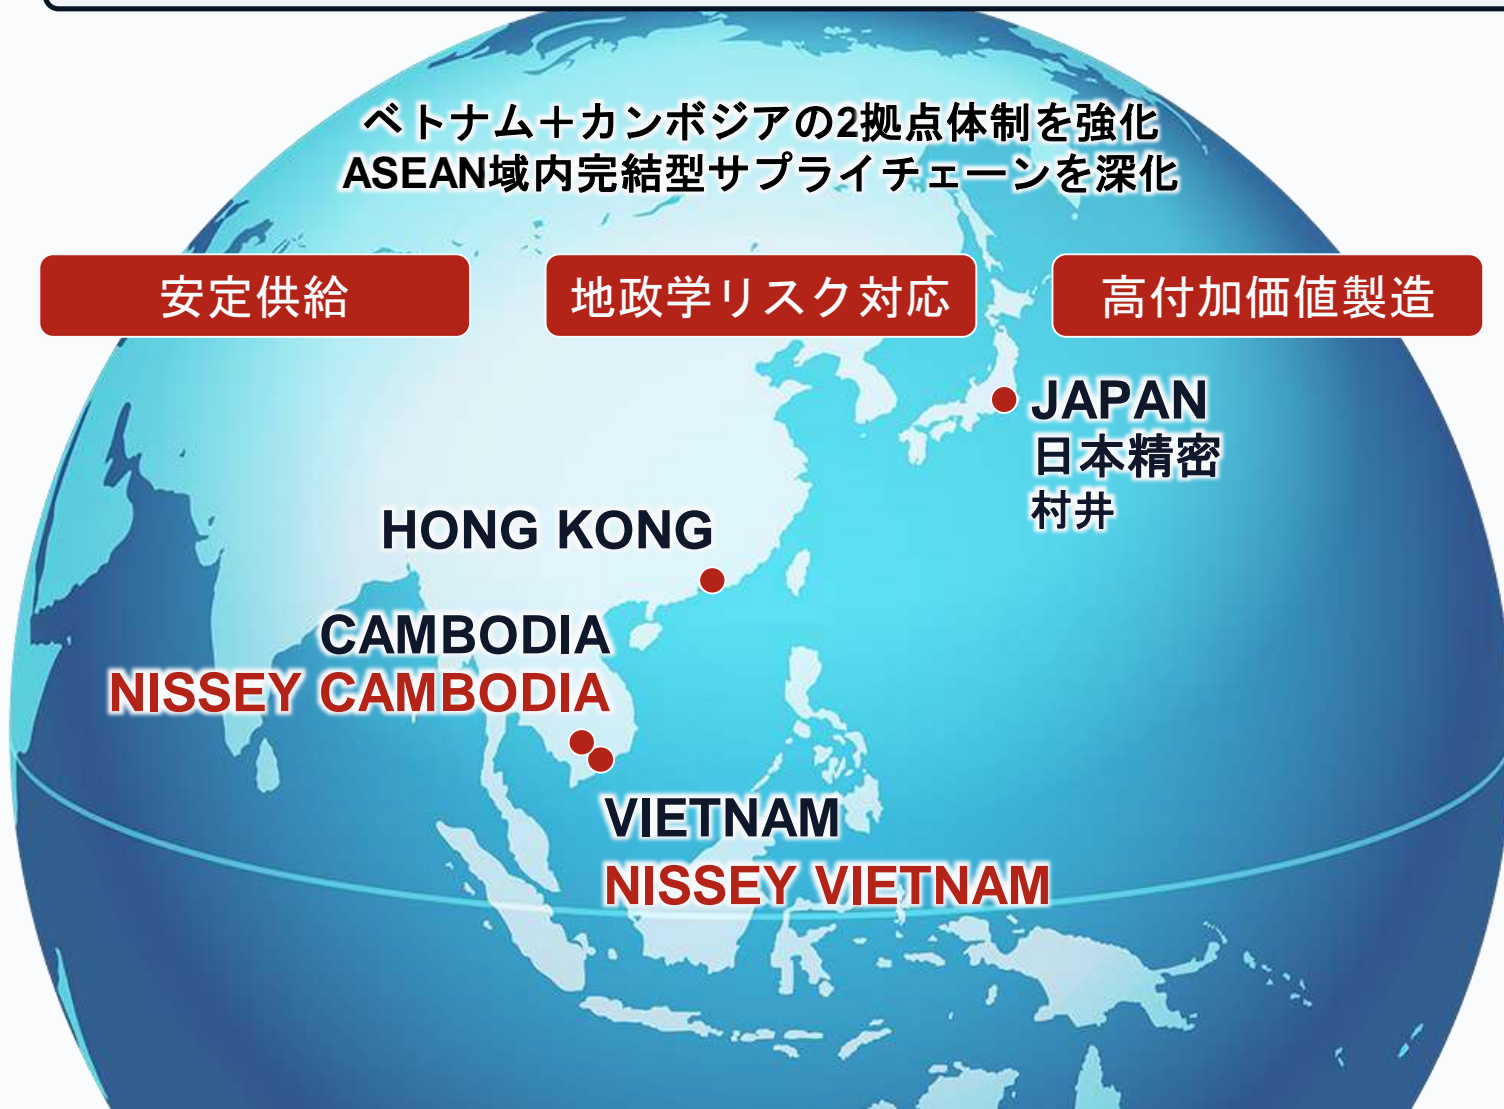 ベトナム＋カンボジアの2拠点体制を強化
ASEAN域内完結型サプライチェーンを深化
安定供給
地政学リスク対応
高付加価値製造
JAPAN
日本精密
村井
HONG KONG
CAMBODIA
NISSEY CAMBODIA
VIETNAM
NISSEY VIETNAM